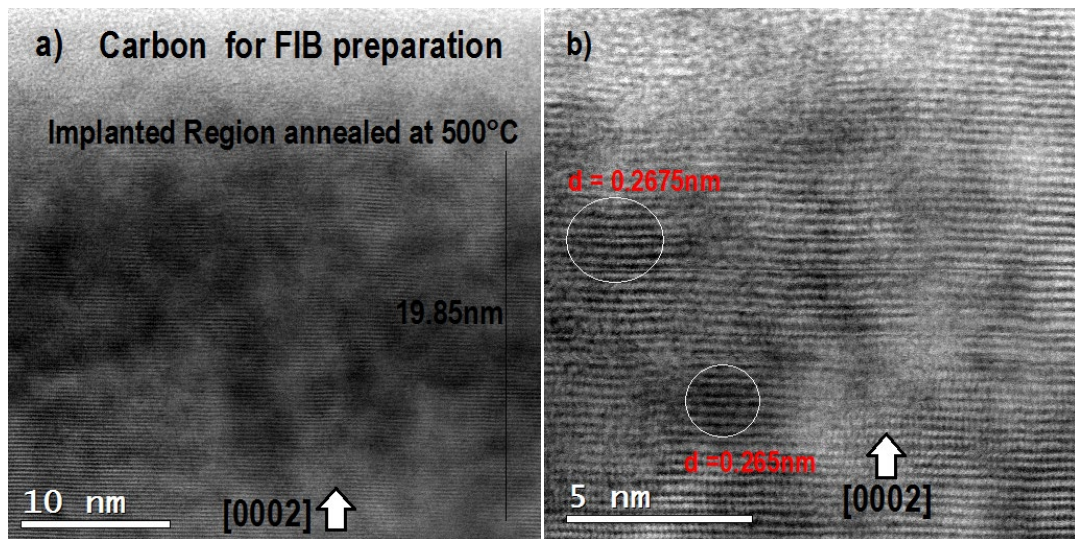 a) Carbon for FIB preparation
Implanted Region annealed at 500°C
19.85nm
10 nm
[0002]
b)
d = 0.2675nm
d =0.265nm
5 nm
[0002]